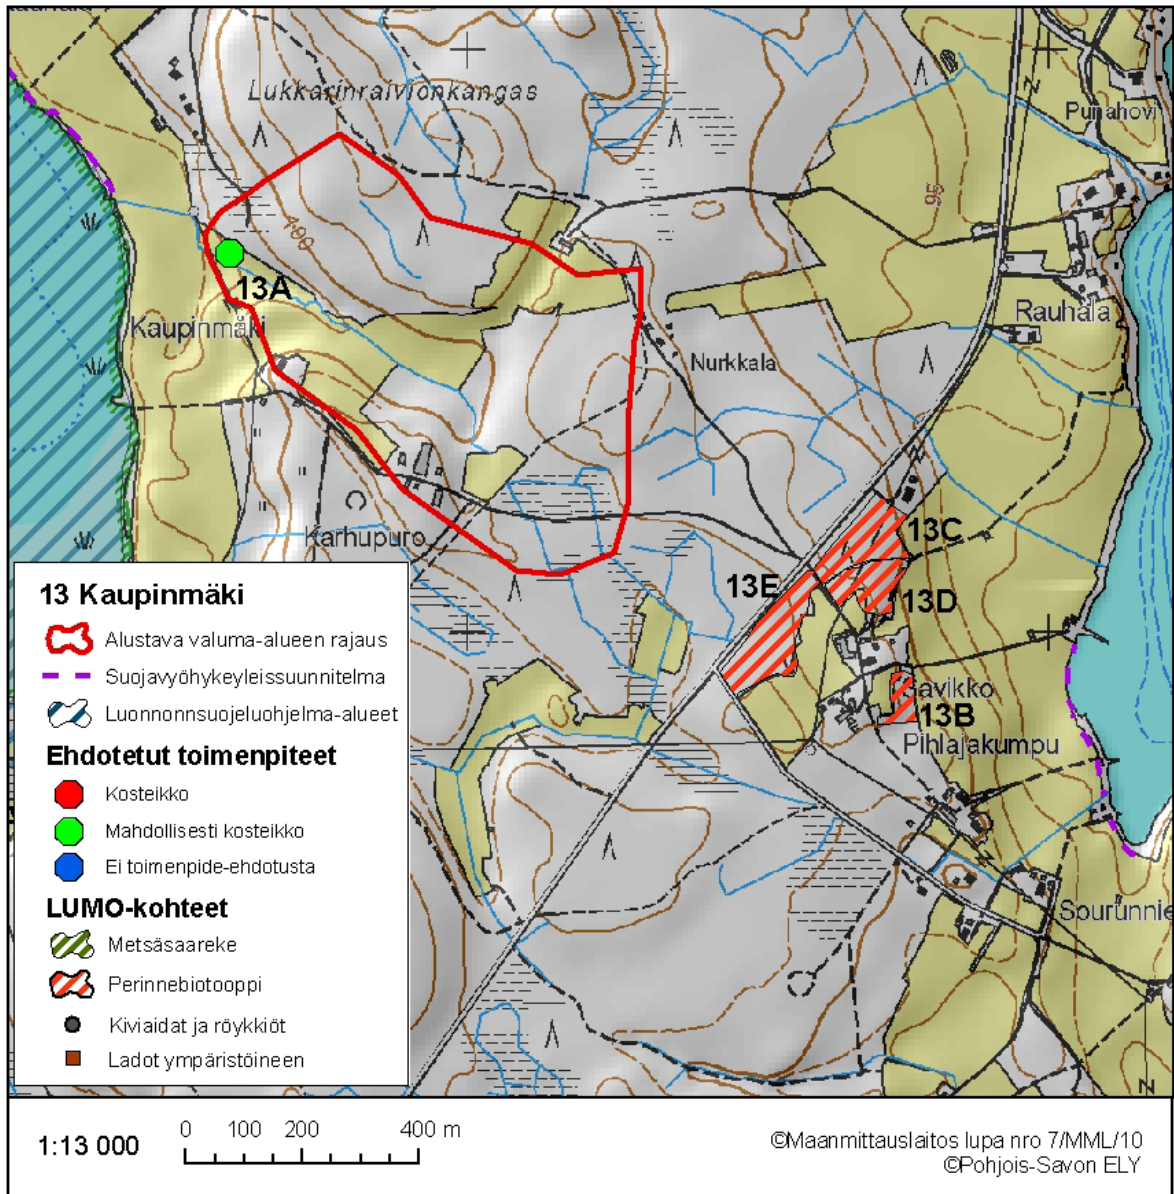 Lukkarinraivionkangas
Punahovi
95
100
13A
Kaupinmäki
Rauhala
Nurkkala
Karhupuro
13C
13E
13D
Savikko
13B
Pihlajakumpu
Sourunnie
13 Kaupinmäki
Alustava valuma-alueen rajaus
Suojavyöhykeyleissuunnitelma
Luonnonnsuojeluohjelma-alueet
Ehdotetut toimenpiteet
Kosteikko
Mahdollisesti kosteikko
Ei toimenpide-ehdotusta
LUMO-kohteet
Metsäsaareke
Perinnebiotooppi
Kiviaidat ja röykkiöt
Ladot ympäristöineen
1:13 000
0 100 200 400 m
©Maanmittauslaitos lupa nro 7/MML/10
©Pohjois-Savon ELY